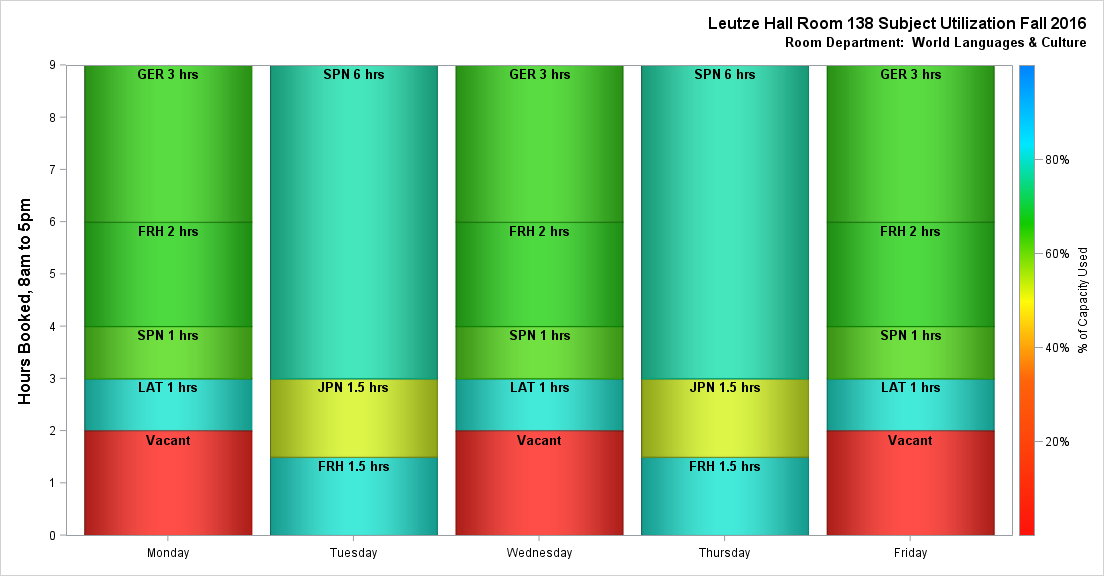 Leutze Hall Room 138 Subject Utilization Fall 2016
Room Department: World Languages & Culture
Hours Booked, 8am to 5pm
9
8
7
6
5
4
3
2
1
0
GER 3 hrs
FRH 2 hrs
SPN 1 hrs
LAT 1 hrs
Vacant
SPN 6 hrs
JPN 1.5 hrs
FRH 1.5 hrs
GER 3 hrs
FRH 2 hrs
SPN 1 hrs
LAT 1 hrs
Vacant
SPN 6 hrs
JPN 1.5 hrs
FRH 1.5 hrs
GER 3 hrs
FRH 2 hrs
SPN 1 hrs
LAT 1 hrs
Vacant
Monday
Tuesday
Wednesday
Thursday
Friday
80%
60%
40%
20%
% of Capacity Used